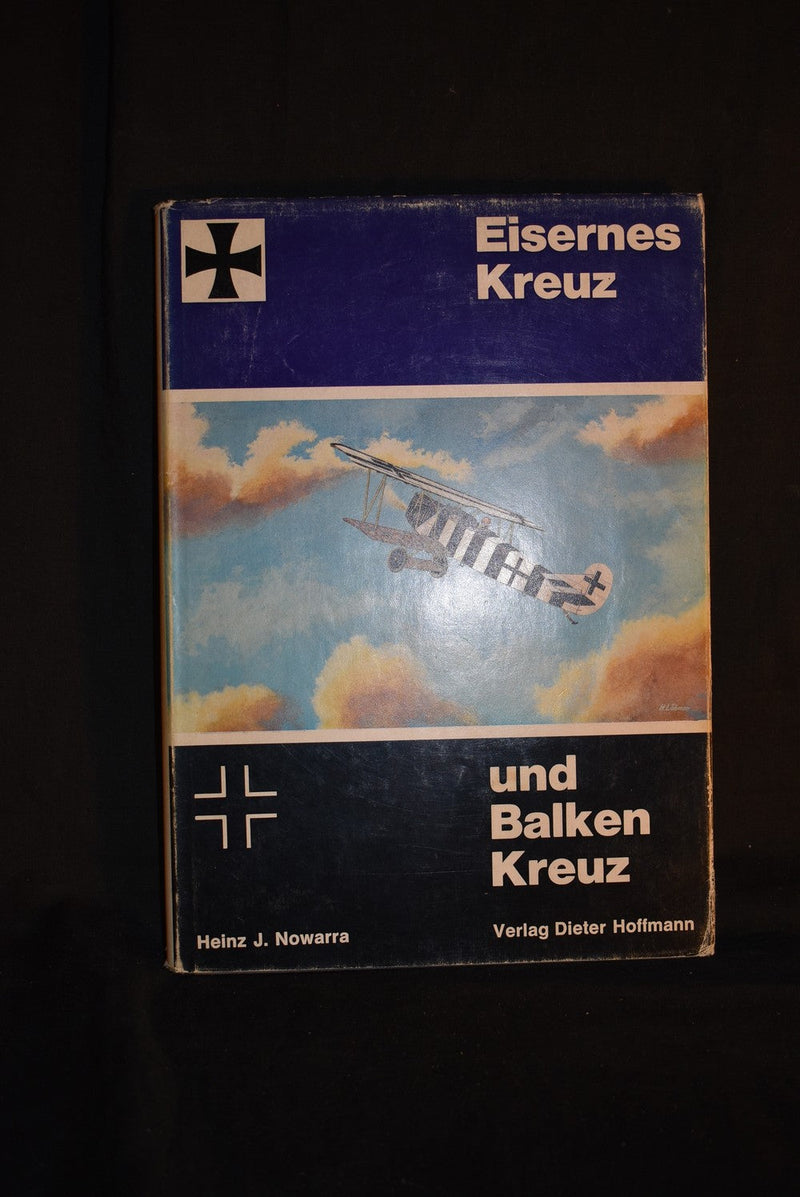 Eisernes
Kreuz
und
Balken
Kreuz
Heinz J. Nowarra
Verlag Dieter Hoffmann